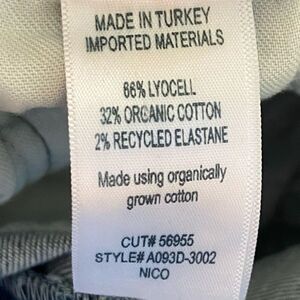 MADE IN TURKEY
IMPORTED MATERIALS
66% LYOCELL
32% ORGANIC COTTON
2% RECYCLED ELASTANE
Made using organically
grown cotton
CUT# 56955
STYLE# A093D-3002
NICO